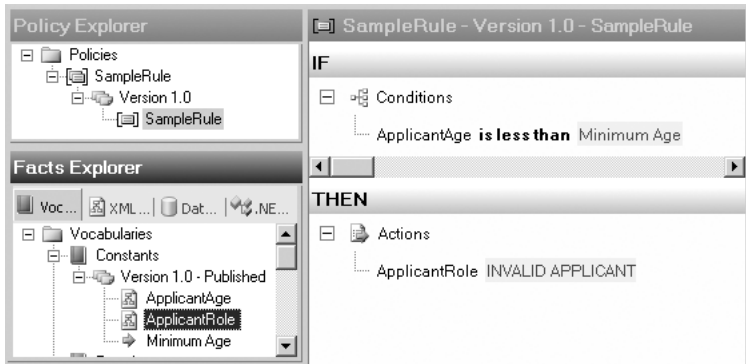 Policy Explorer
Policies
SampleRule
Version 1.0
SampleRule
Facts Explorer
Voc... XML ... Dat... .NE...
Vocabularies
Constants
Version 1.0 - Published
ApplicantAge
ApplicantRole
Minimum Age
SampleRule - Version 1.0 - SampleRule
IF
Conditions
ApplicantAge is less than Minimum Age
THEN
Actions
ApplicantRole INVALID APPLICANT